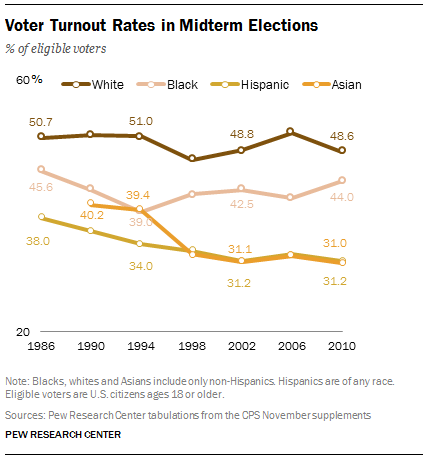 Voter Turnout Rates in Midterm Elections
% of eligible voters
60%
White Black Hispanic Asian
50.7 51.0 48.8 48.6
45.6 39.4 39.0 42.5 44.0
40.2
38.0 34.0 31.1 31.0
31.2 31.2
20
1986 1990 1994 1998 2002 2006 2010
Note: Blacks, whites and Asians include only non-Hispanics. Hispanics are of any race.
Eligible voters are U.S. citizens ages 18 or older.
Sources: Pew Research Center tabulations from the CPS November supplements
PEW RESEARCH CENTER